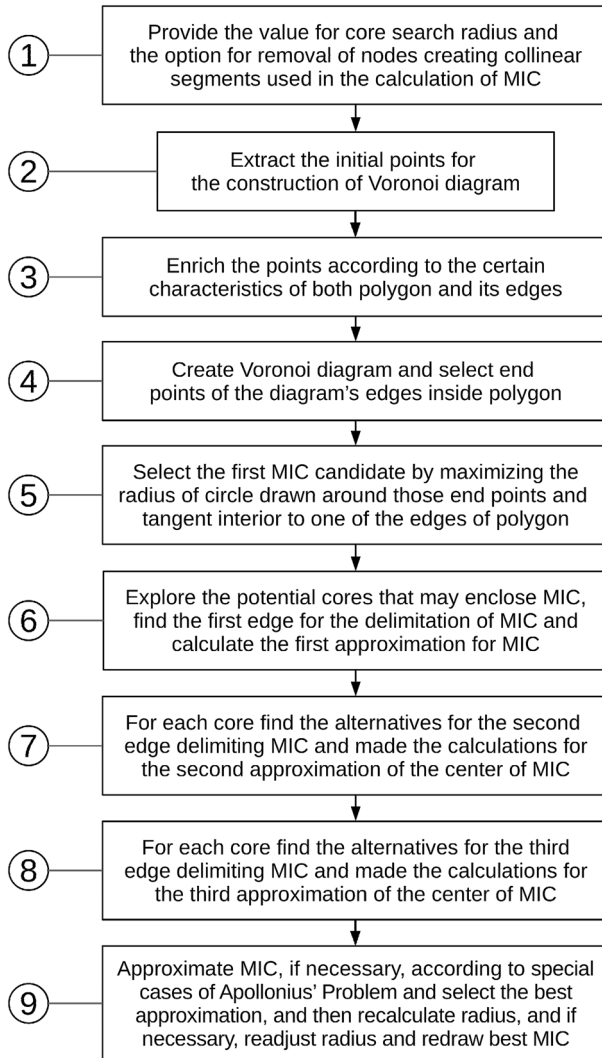 1
Provide the value for core search radius and
the option for removal of nodes creating collinear
segments used in the calculation of MIC
2
Extract the initial points for
the construction of Voronoi diagram
3
Enrich the points according to the certain
characteristics of both polygon and its edges
4
Create Voronoi diagram and select end
points of the diagram's edges inside polygon
5
Select the first MIC candidate by maximizing the
radius of circle drawn around those end points and
tangent interior to one of the edges of polygon
6
Explore the potential cores that may enclose MIC,
find the first edge for the delimitation of MIC and
calculate the first approximation for MIC
7
For each core find the alternatives for the second
edge delimiting MIC and made the calculations for
the second approximation of the center of MIC
8
For each core find the alternatives for the third
edge delimiting MIC and made the calculations for
the third approximation of the center of MIC
9
Approximate MIC, if necessary, according to special
cases of Apollonius' Problem and select the best
approximation, and then recalculate radius, and if
necessary, readjust radius and redraw best MIC